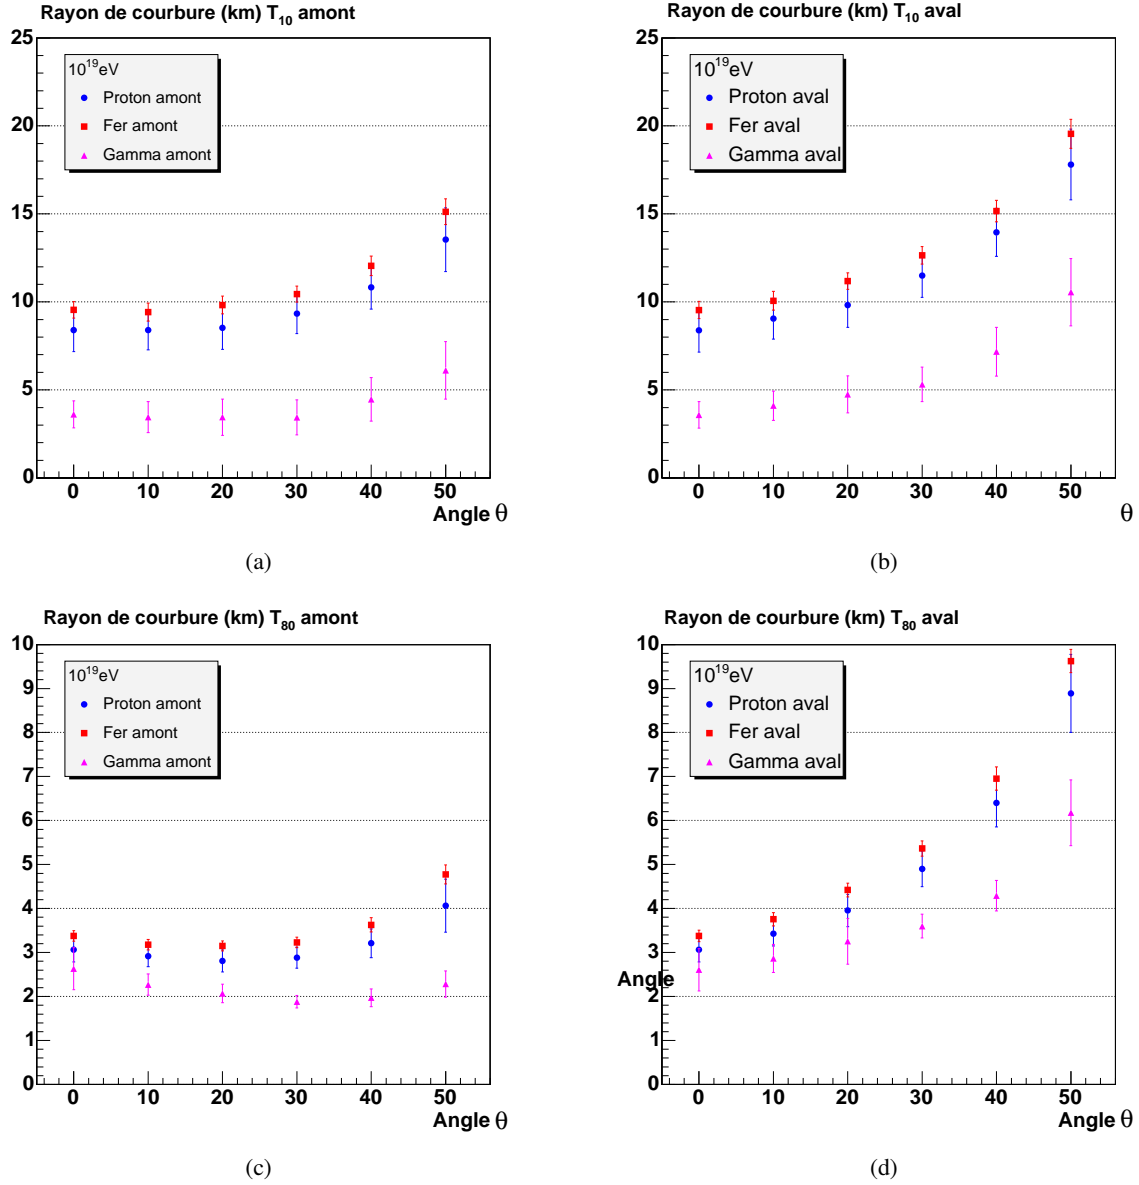 Rayon de courbure (km) T10 amont
25
20
15
10
5
0
10^19eV
Proton amont
Fer amont
Gamma amont
0 10 20 30 40 50
Angle θ
(a)
Rayon de courbure (km) T10 aval
25
20
15
10
5
0
10^19eV
Proton aval
Fer aval
Gamma aval
0 10 20 30 40 50
θ
(b)
Rayon de courbure (km) T80 amont
10
9
8
7
6
5
4
3
2
1
0
10^19eV
Proton amont
Fer amont
Gamma amont
0 10 20 30 40 50
Angle θ
(c)
Rayon de courbure (km) T80 aval
10
9
8
7
6
5
4
3
Angle
2
1
0
10^19eV
Proton aval
Fer aval
Gamma aval
0 10 20 30 40 50
Angle θ
(d)